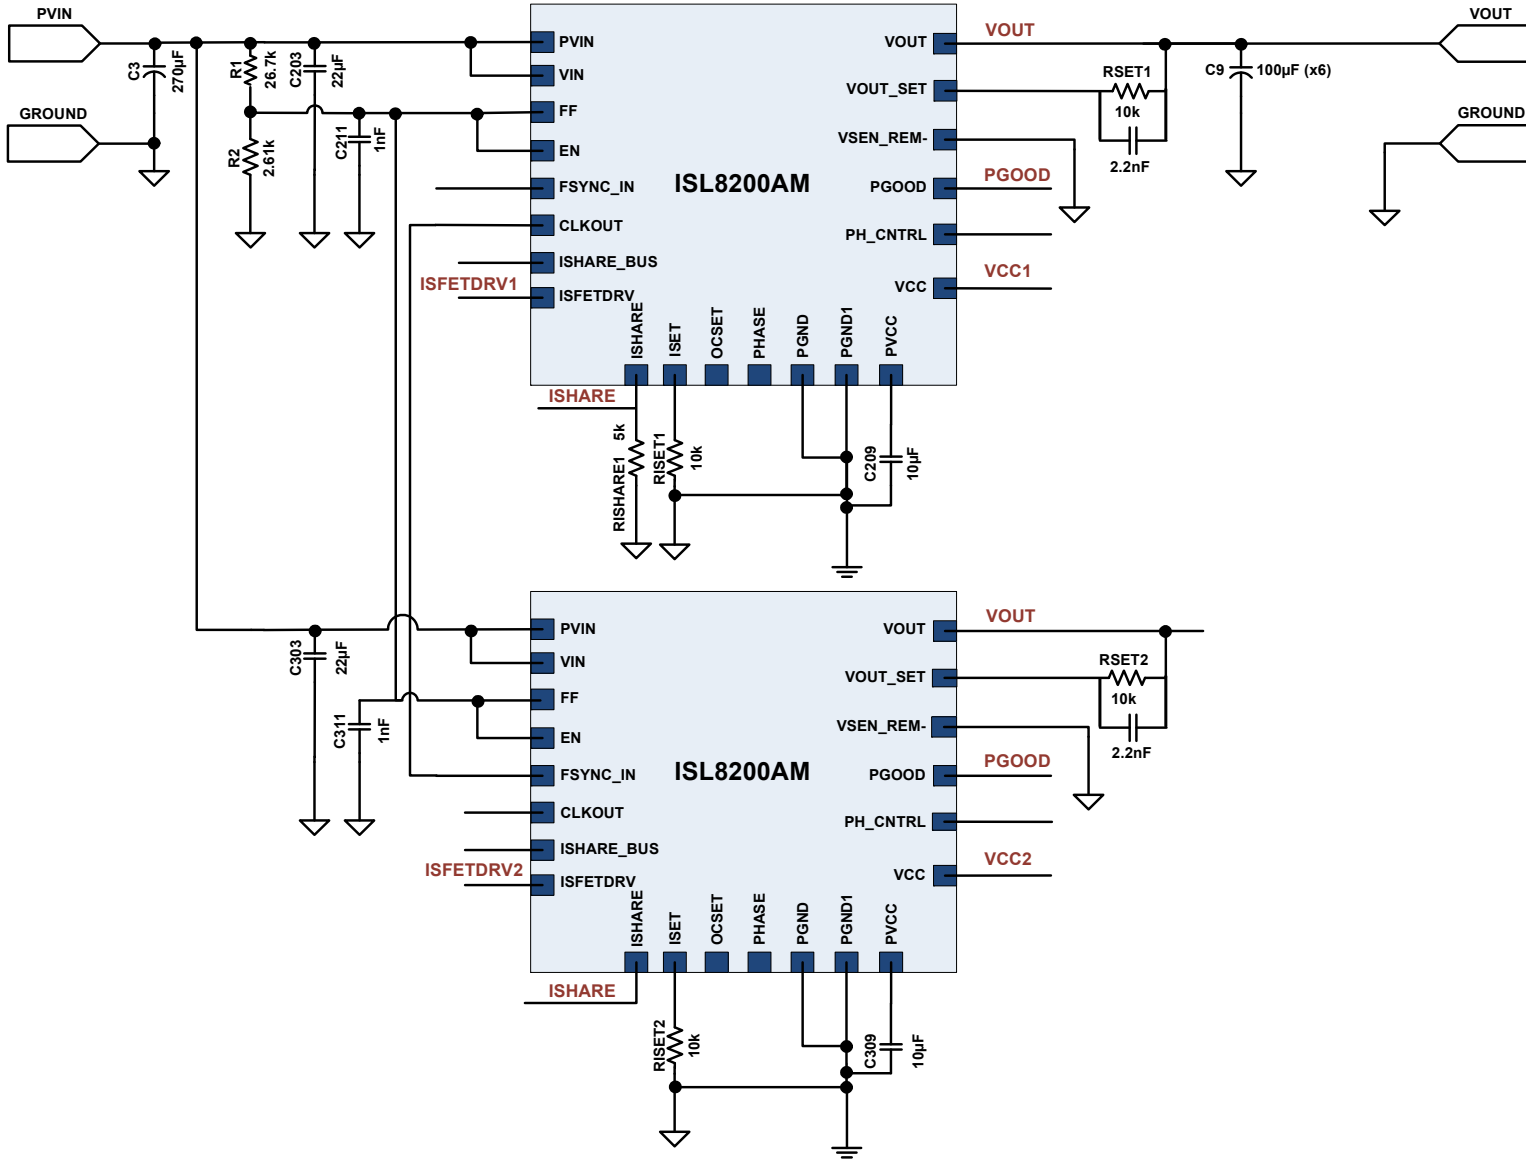 PVIN
GROUND
C3
270µF
R1
26.7k
C203
22µF
R2
2.61k
C211
1nF
PVIN
VIN
FF
EN
FSYNC_IN
CLKOUT
ISHARE_BUS
ISFETDRV1
ISFETDRV
ISL8200AM
VOUT
VOUT_SET
VSEN_REM-
PGOOD
PH_CNTRL
VCC
ISHARE
ISET
OCSET
PHASE
PGND
PGND1
PVCC
VOUT
PGOOD
VCC1
RSET1
10k
2.2nF
C9 100µF (x6)
VOUT
GROUND
ISHARE
RISHARE1
5k
RISET1
10k
C209
10µF
C303
22µF
C311
1nF
PVIN
VIN
FF
EN
FSYNC_IN
CLKOUT
ISHARE_BUS
ISFETDRV2
ISFETDRV
ISL8200AM
VOUT
VOUT_SET
VSEN_REM-
PGOOD
PH_CNTRL
VCC
ISHARE
ISET
OCSET
PHASE
PGND
PGND1
PVCC
VOUT
PGOOD
VCC2
RSET2
10k
2.2nF
ISHARE
RISET2
10k
C309
10µF